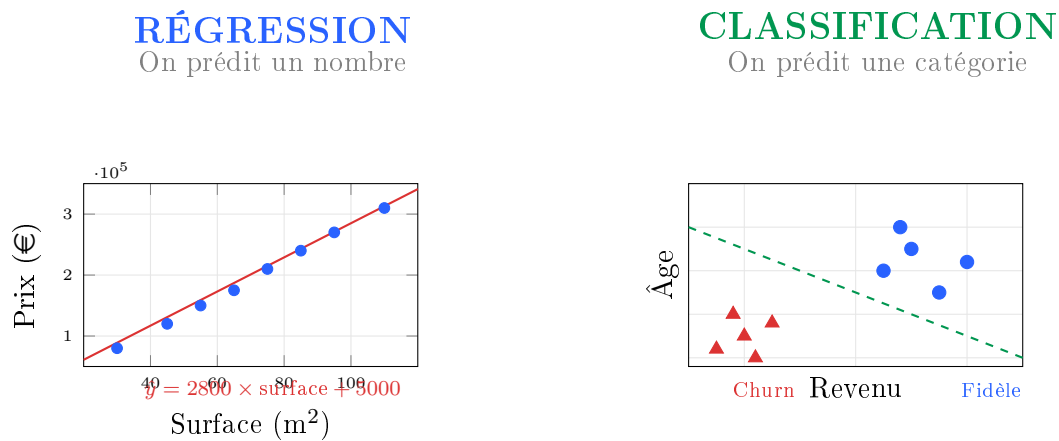 RÉGRESSION
On prédit un nombre
·10⁵
3
2
1
Prix (€)
40 60 80 100
y = 2800 × surface + 5000
Surface (m²)
CLASSIFICATION
On prédit une catégorie
Âge
Churn
Revenu
Fidèle